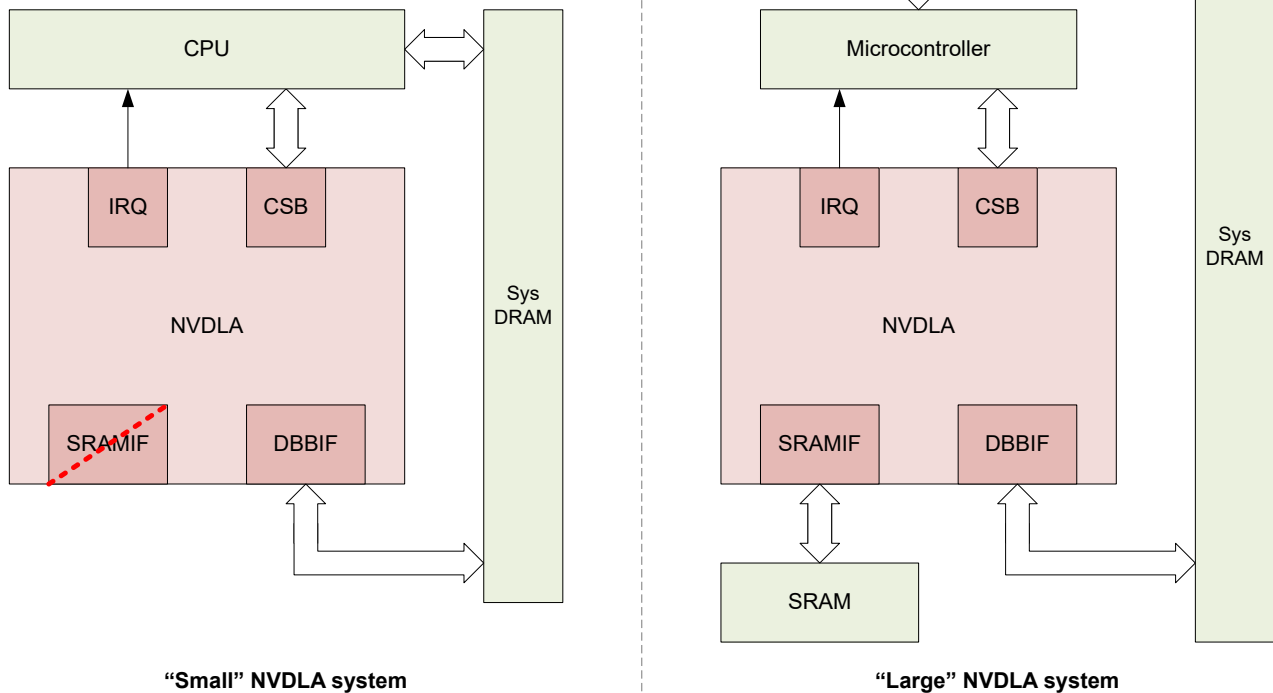 CPU
IRQ
CSB
NVDLA
SRAMIF
DBBIF
Sys
DRAM
“Small” NVDLA system
Microcontroller
IRQ
CSB
NVDLA
SRAMIF
DBBIF
SRAM
Sys
DRAM
“Large” NVDLA system